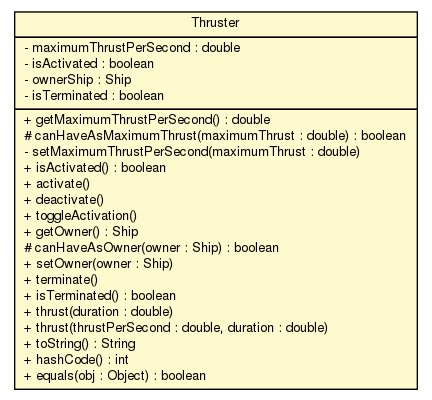 Thruster
- maximumThrustPerSecond : double
- isActivated : boolean
- ownerShip : Ship
- isTerminated : boolean
+ getMaximumThrustPerSecond() : double
# canHaveAsMaximumThrust(maximumThrust : double) : boolean
- setMaximumThrustPerSecond(maximumThrust : double)
+ isActivated() : boolean
+ activate()
+ deactivate()
+ toggleActivation()
+ getOwner() : Ship
# canHaveAsOwner(owner : Ship) : boolean
+ setOwner(owner : Ship)
+ terminate()
+ isTerminated() : boolean
+ thrust(duration : double)
+ thrust(thrustPerSecond : double, duration : double)
+ toString() : String
+ hashCode() : int
+ equals(obj : Object) : boolean